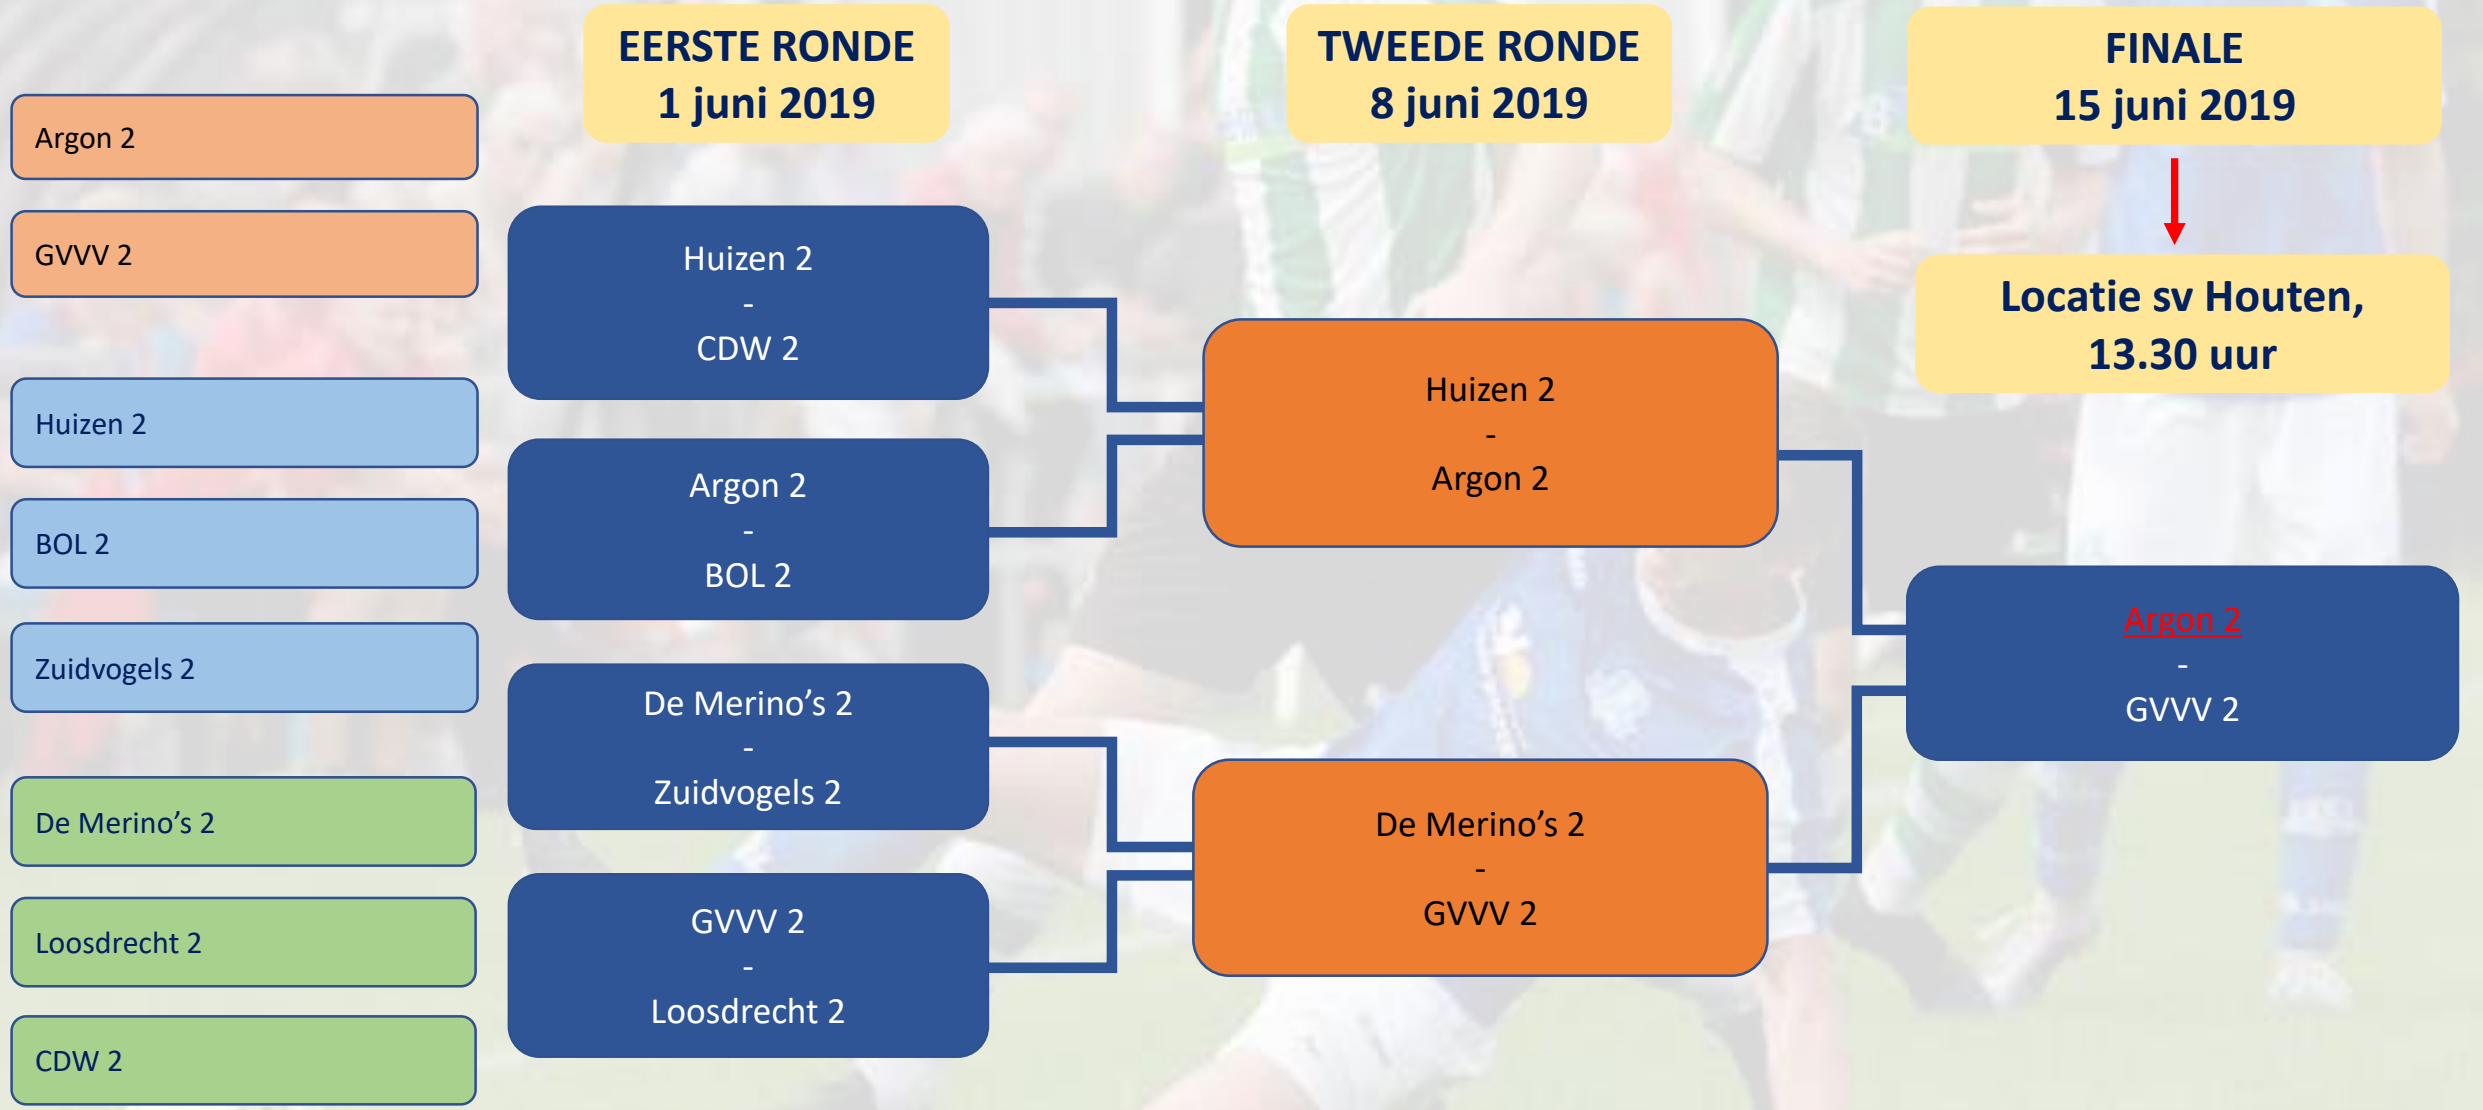 Argon 2
GVVV 2
Huizen 2
BOL 2
Zuidvogels 2
De Merino’s 2
Loosdrecht 2
CDW 2
EERSTE RONDE
1 juni 2019
Huizen 2
-
CDW 2
Argon 2
-
BOL 2
De Merino’s 2
-
Zuidvogels 2
GVVV 2
-
Loosdrecht 2
TWEEDE RONDE
8 juni 2019
Huizen 2
-
Argon 2
De Merino’s 2
-
GVVV 2
FINALE
15 juni 2019
Locatie sv Houten,
13.30 uur
Argon 2
-
GVVV 2